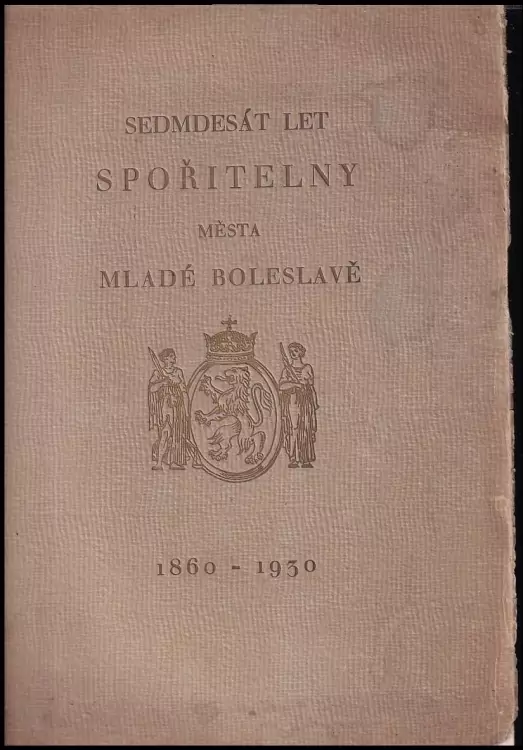 SEDMDESÁT LET
SPOŘITELNY
MĚSTA
MLADÉ BOLESLAVĚ
1860 - 1930